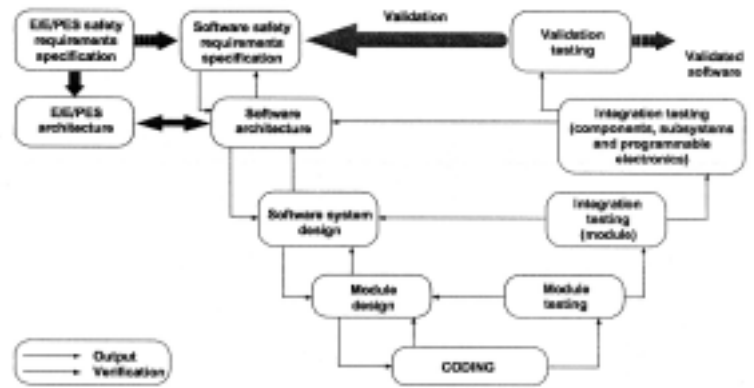 E/E/PES safety
requirements
specification
Software safety
requirements
specification
Validation
Validation
testing
Validated
software
E/E/PES
architecture
Software
architecture
Integration testing
(components, subsystems
and programmable
electronics)
Software system
design
Integration
testing
(module)
Module
design
Module
testing
CODING
Output
Verification